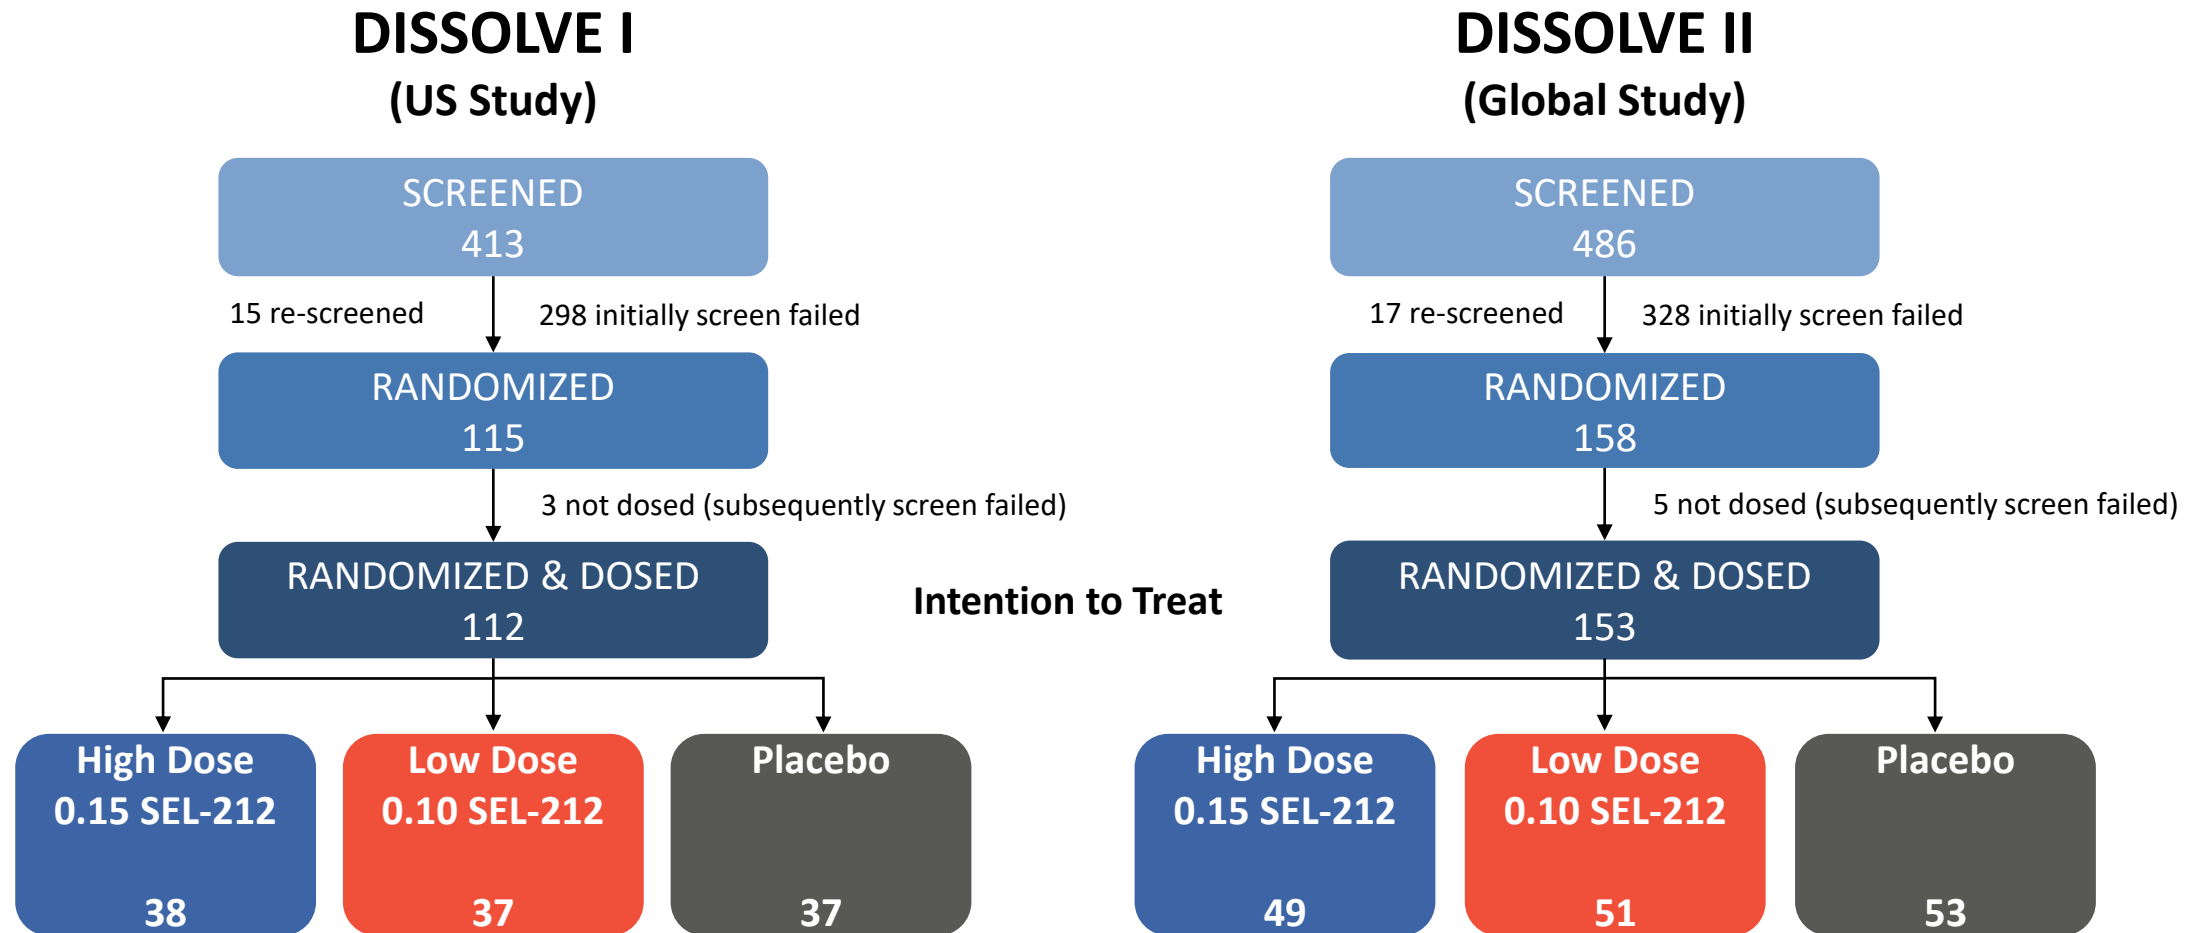 DISSOLVE I
(US Study)
SCREENED
413
15 re-screened
298 initially screen failed
RANDOMIZED
115
3 not dosed (subsequently screen failed)
RANDOMIZED & DOSED
112
High Dose
0.15 SEL-212
38
Low Dose
0.10 SEL-212
37
Placebo
37
Intention to Treat
DISSOLVE II
(Global Study)
SCREENED
486
17 re-screened
328 initially screen failed
RANDOMIZED
158
5 not dosed (subsequently screen failed)
RANDOMIZED & DOSED
153
High Dose
0.15 SEL-212
49
Low Dose
0.10 SEL-212
51
Placebo
53